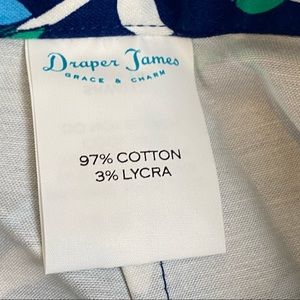 Draper James
GRACE & CHARM
97% COTTON
3% LYCRA